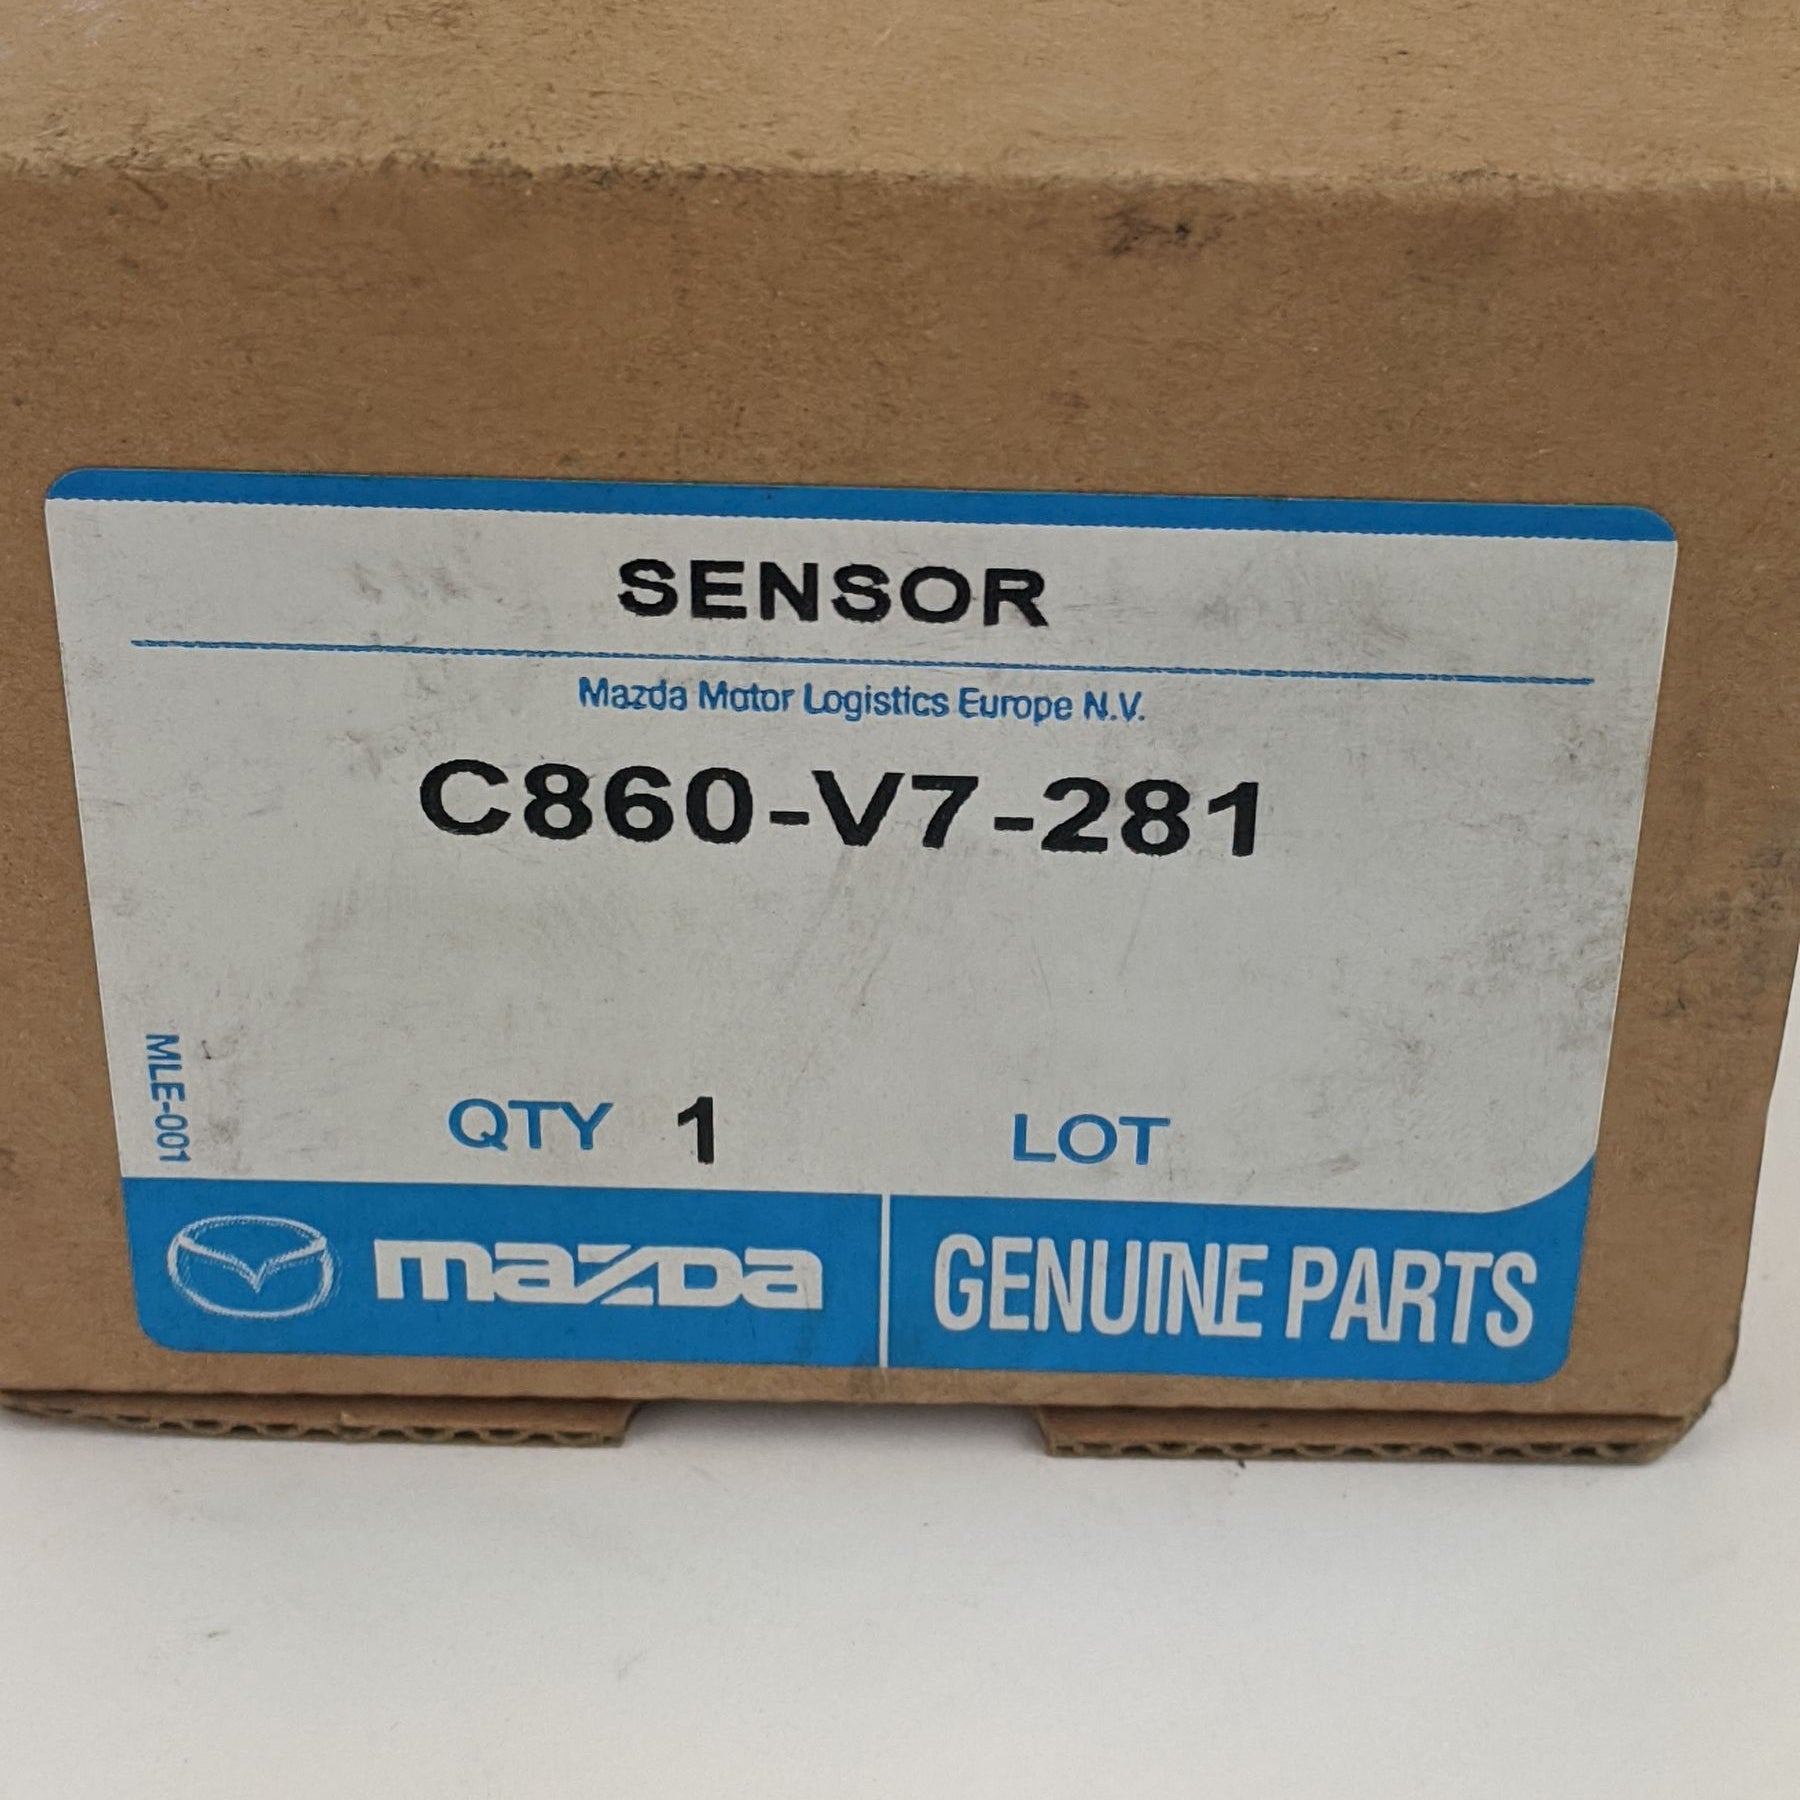 SENSOR
Mazda Motor Logistics Europe N.V.
C860-V7-281
MLE-001
QTY 1 LOT
mazda GENUINE PARTS